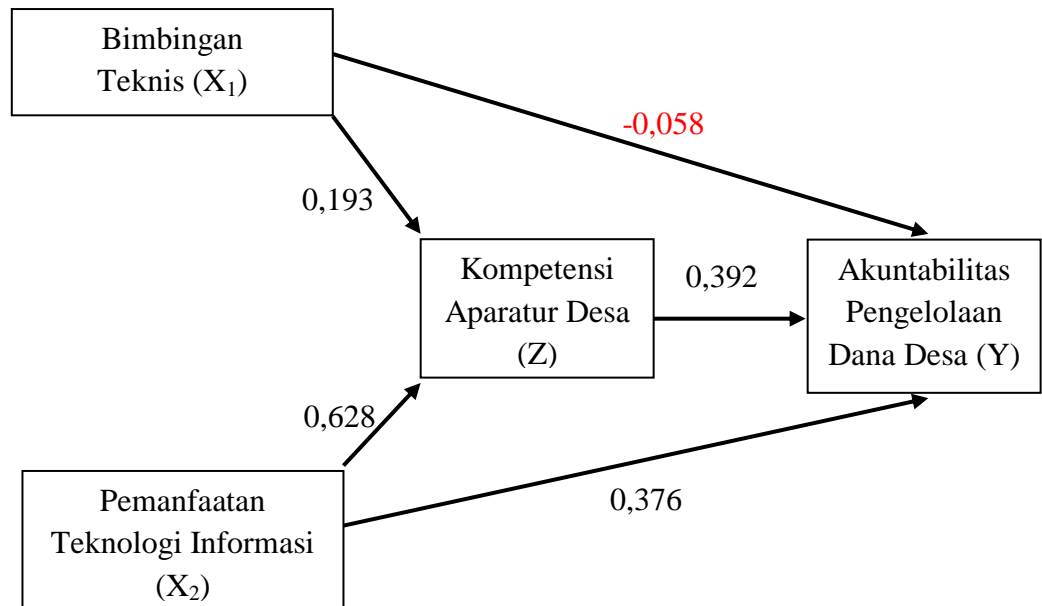 Bimbingan
Teknis (X₁)
-0,058
0,193
Kompetensi
Aparatur Desa
(Z)
0,392
Akuntabilitas
Pengelolaan
Dana Desa (Y)
0,628
0,376
Pemanfaatan
Teknologi Informasi
(X₂)